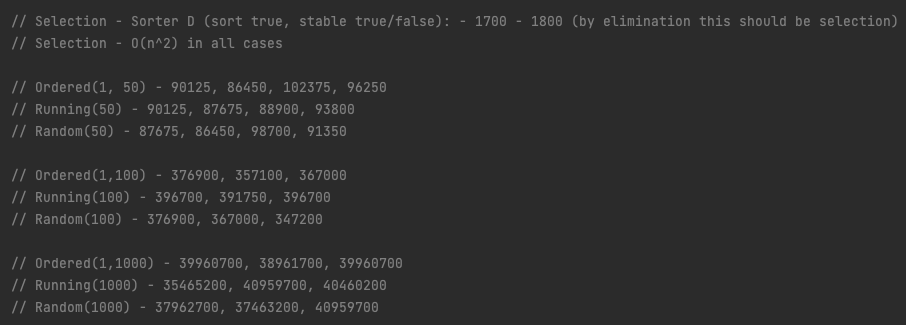 // Selection - Sorter D (sort true, stable true/false): - 1700 - 1800 (by elimination this should be selection)
// Selection - O(n^2) in all cases
// Ordered(1, 50) - 90125, 86450, 102375, 96250
// Running(50) - 90125, 87675, 88900, 93800
// Random(50) - 87675, 86450, 98700, 91350
// Ordered(1,100) - 376900, 357100, 367000
// Running(100) - 396700, 391750, 396700
// Random(100) - 376900, 367000, 347200
// Ordered(1,1000) - 39960700, 38961700, 39960700
// Running(1000) - 35465200, 40959700, 40460200
// Random(1000) - 37962700, 37463200, 40959700